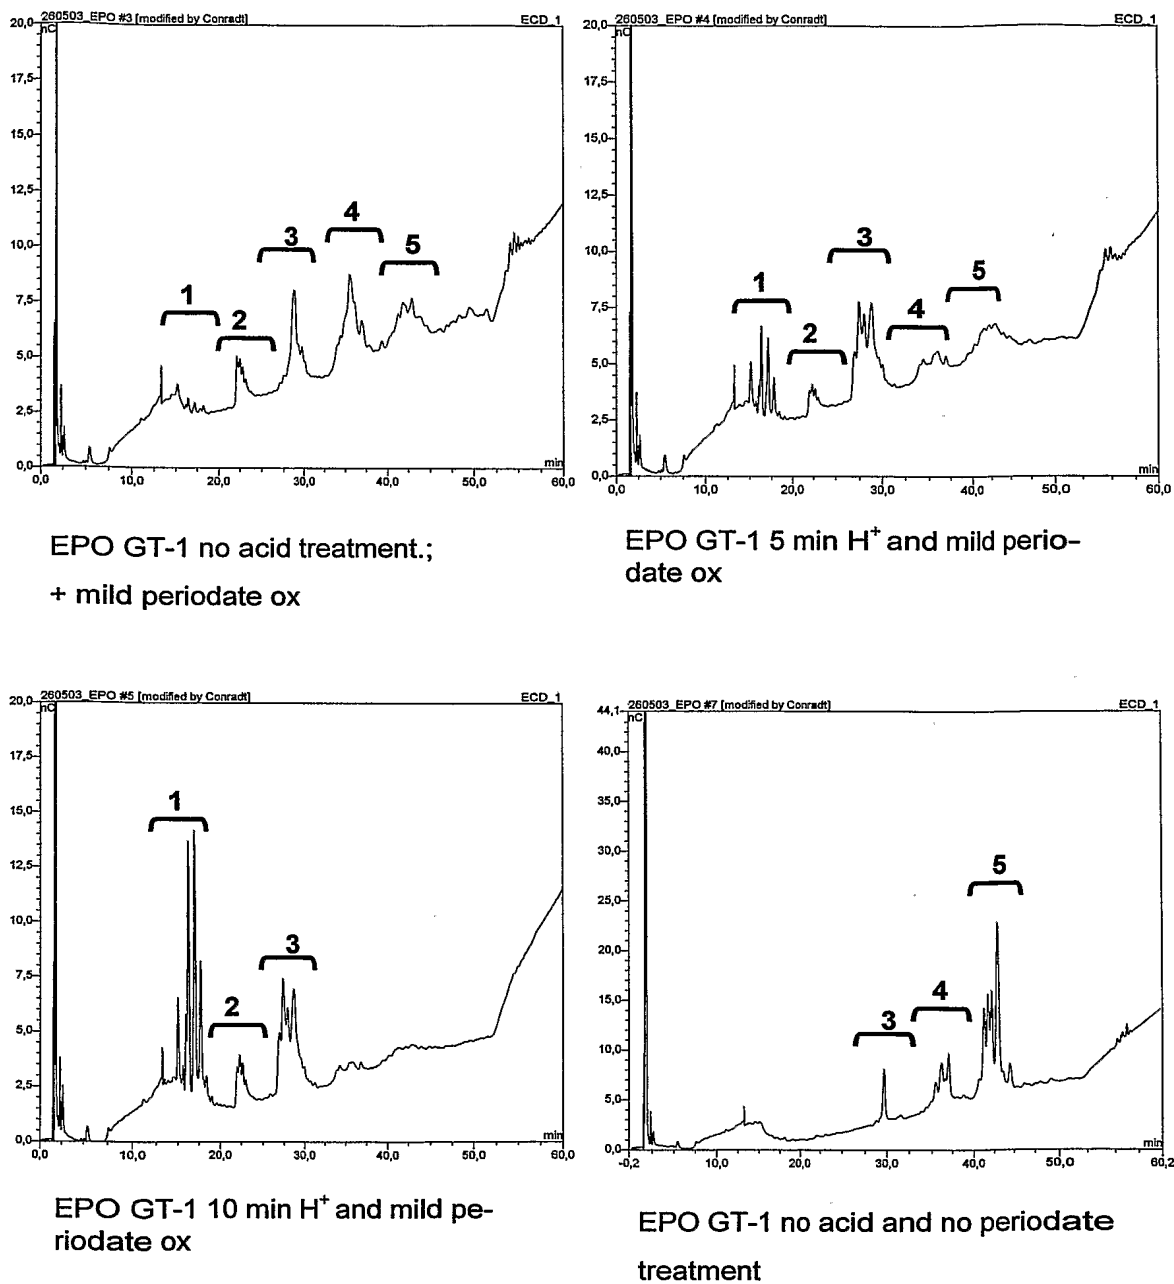 260503_EPO #3 [modified by Conradt] ECD_1
20,0
nC
17,5
15,0
12,5
10,0
7,5
5,0
2,5
0,0
1
2
3
4
5
min
0,0 10,0 20,0 30,0 40,0 50,0 60,0
EPO GT-1 no acid treatment.;
+ mild periodate ox
260503_EPO #4 [modified by Conradt] ECD_1
20,0
nC
17,5
15,0
12,5
10,0
7,5
5,0
2,5
0,0
1
2
3
4
5
min
0,0 10,0 20,0 30,0 40,0 50,0 60,0
EPO GT-1 5 min H⁺ and mild perio-
date ox
260503_EPO #5 [modified by Conradt] ECD_1
20,0
nC
17,5
15,0
12,5
10,0
7,5
5,0
2,5
0,0
1
2
3
min
0,0 10,0 20,0 30,0 40,0 50,0 60,0
EPO GT-1 10 min H⁺ and mild pe-
riodate ox
260503_EPO #7 [modified by Conradt] ECD_1
44,1
nC
40,0
35,0
30,0
25,0
20,0
15,0
10,0
5,0
0,0
3
4
5
min
-0,2 10,0 20,0 30,0 40,0 50,0 60,2
EPO GT-1 no acid and no periodate
treatment